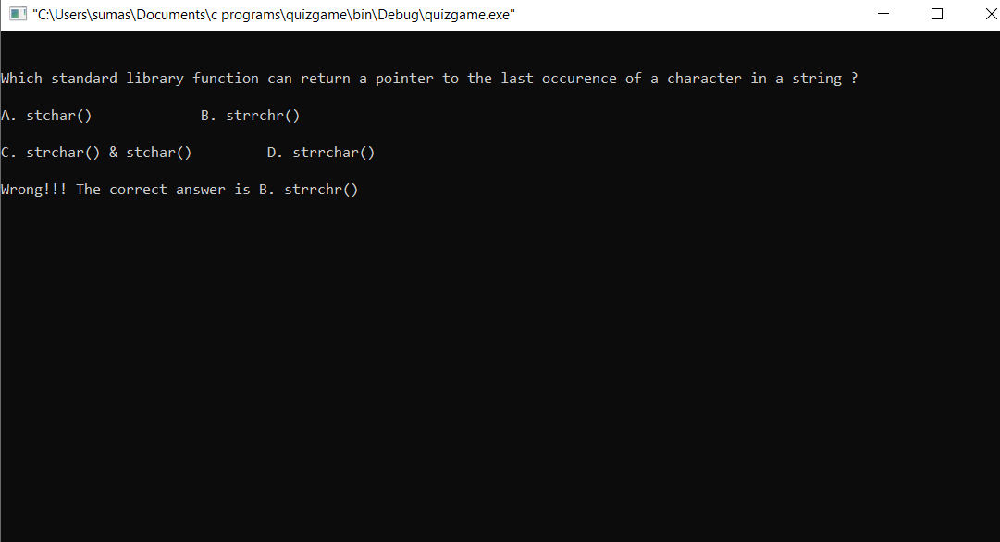 "C:\Users\sumas\Documents\c programs\quizgame\bin\Debug\quizgame.exe"
Which standard library function can return a pointer to the last occurence of a character in a string ?
A. stchar()             B. strrchr()
C. strchar() & stchar()         D. strrchar()
Wrong!!! The correct answer is B. strrchr()